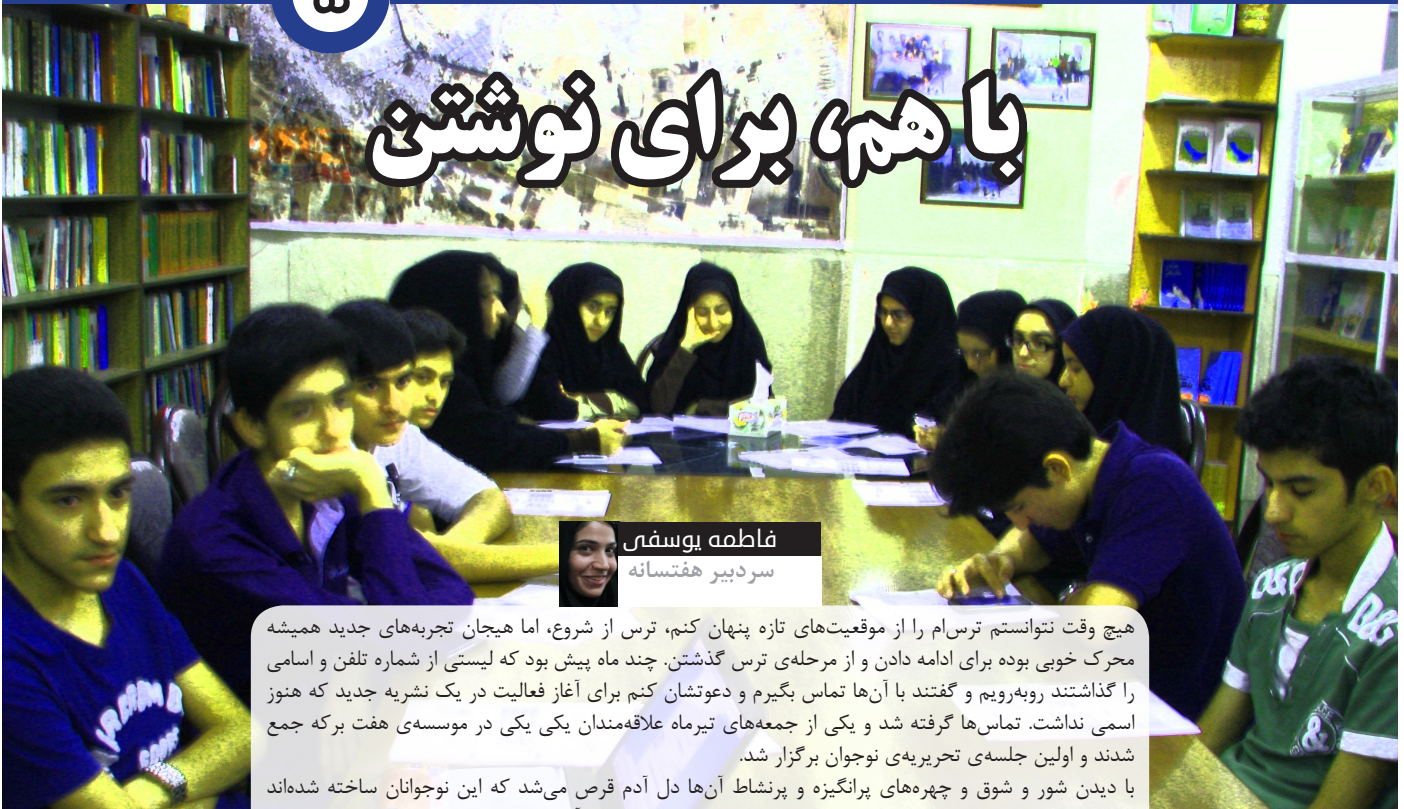 ۵
با هم، برای نوشتن
فاطمه یوسفی
سردبیر هفتسانه
هیچ وقت نتوانستم ترس‌ام را از موقعیت‌های تازه پنهان کنم، ترس از شروع، اما هیجان تجربه‌های جدید همیشه
محرک خوبی بوده برای ادامه دادن و از مرحله‌ی ترس گذشتن. چند ماه پیش بود که لیستی از شماره تلفن و اسامی
را گذاشتند روبه‌رویم و گفتند با آن‌ها تماس بگیرم و دعوتشان کنم برای آغاز فعالیت در یک نشریه جدید که هنوز
اسمی نداشت. تماس‌ها گرفته شد و یکی از جمعه‌های تیرماه علاقه‌مندان یکی یکی در موسسه‌ی هفت برکه جمع
شدند و اولین جلسه‌ی تحریریه‌ی نوجوان برگزار شد.
با دیدن شور و شوق و چهره‌های پرانگیزه و پرنشاط آن‌ها دل آدم قرص می‌شد که این نوجوانان ساخته شده‌اند
D&G